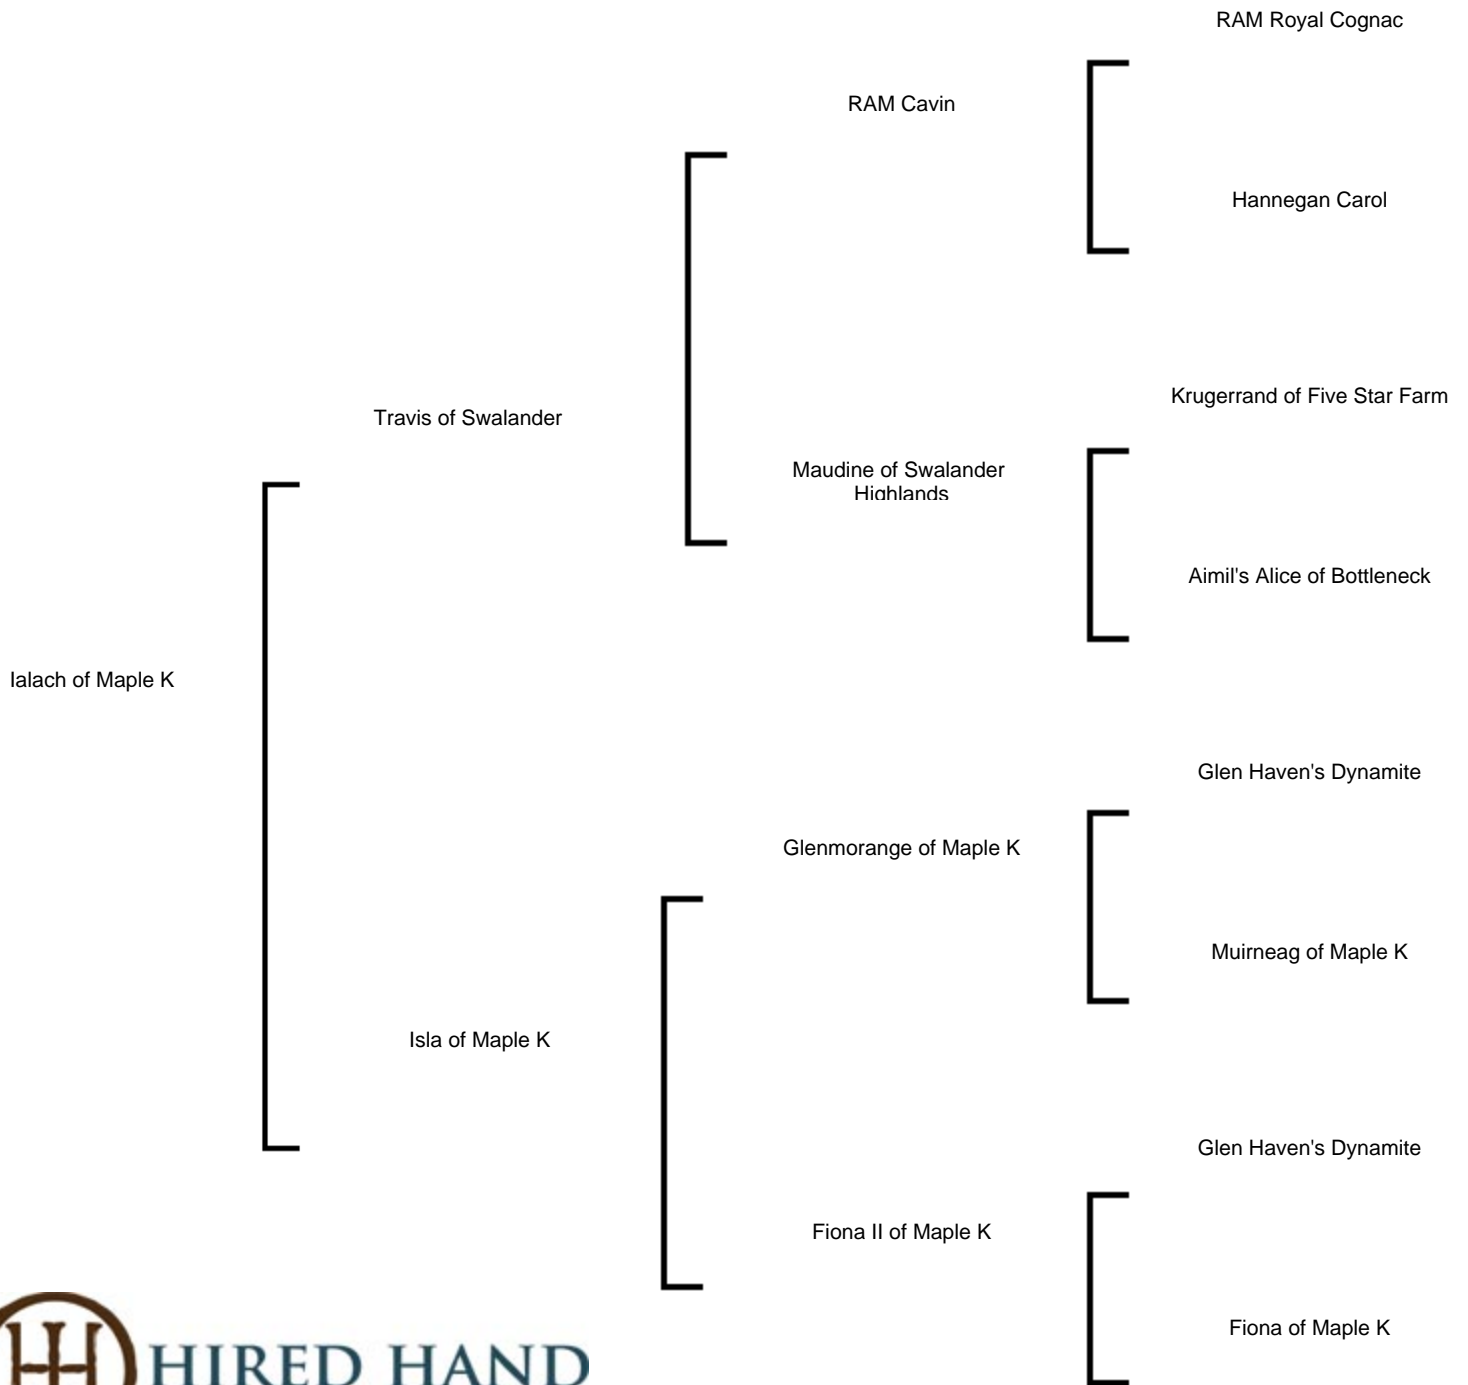 RAM Royal Cognac
RAM Cavin
Hannegan Carol
Krugerrand of Five Star Farm
Travis of Swalander
Maudine of Swalander
Highlands
Aimil's Alice of Bottleneck
Ialach of Maple K
Glen Haven's Dynamite
Glenmorange of Maple K
Muirneag of Maple K
Isla of Maple K
Glen Haven's Dynamite
Fiona II of Maple K
Fiona of Maple K
HIRED HAND